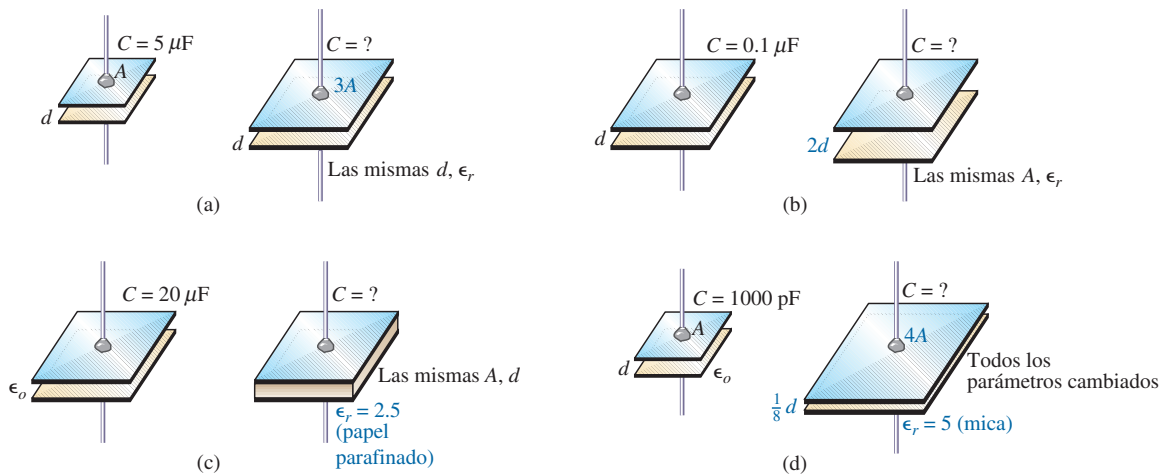 C = 5 μF
A
d
C = ?
3A
d
Las mismas d, ϵr
(a)
C = 0.1 μF
d
C = ?
2d
Las mismas A, ϵr
(b)
C = 20 μF
ϵo
C = ?
Las mismas A, d
ϵr = 2.5
(papel
parafinado)
(c)
C = 1000 pF
A
d
ϵo
C = ?
4A
Todos los
parámetros cambiados
1/8 d
ϵr = 5 (mica)
(d)